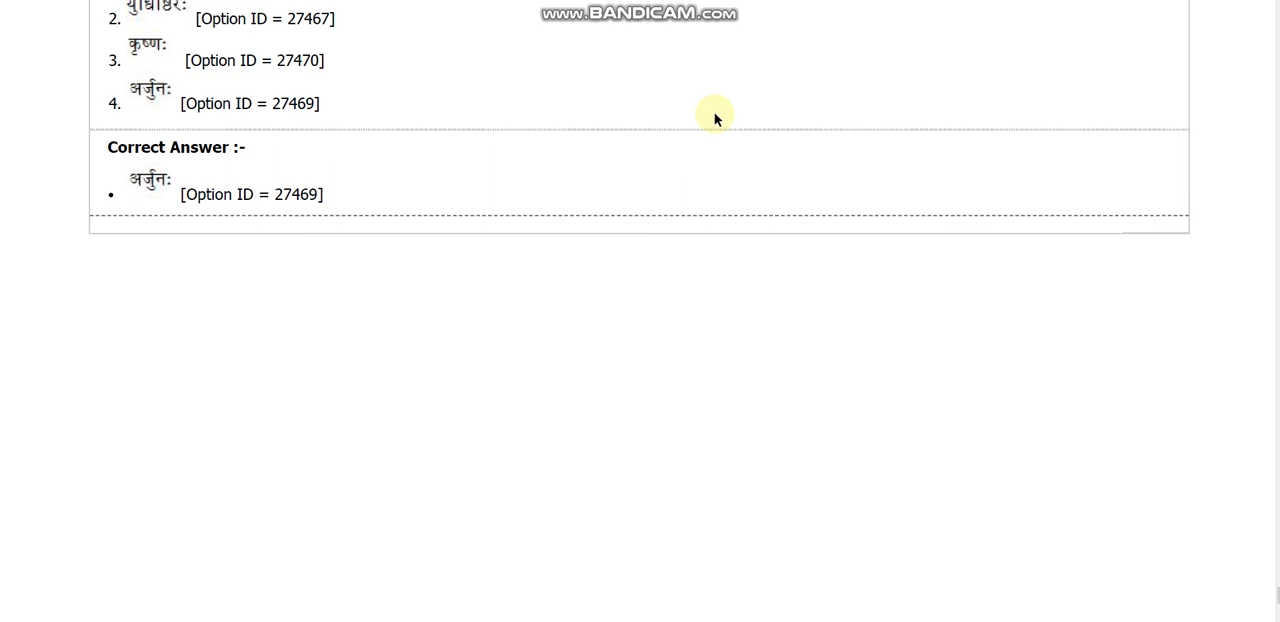 www.BANDICAM.com
युधिष्ठिरः
2. [Option ID = 27467]
कृष्णः
3. [Option ID = 27470]
अर्जुनः
4. [Option ID = 27469]
Correct Answer :-
अर्जुनः
• [Option ID = 27469]